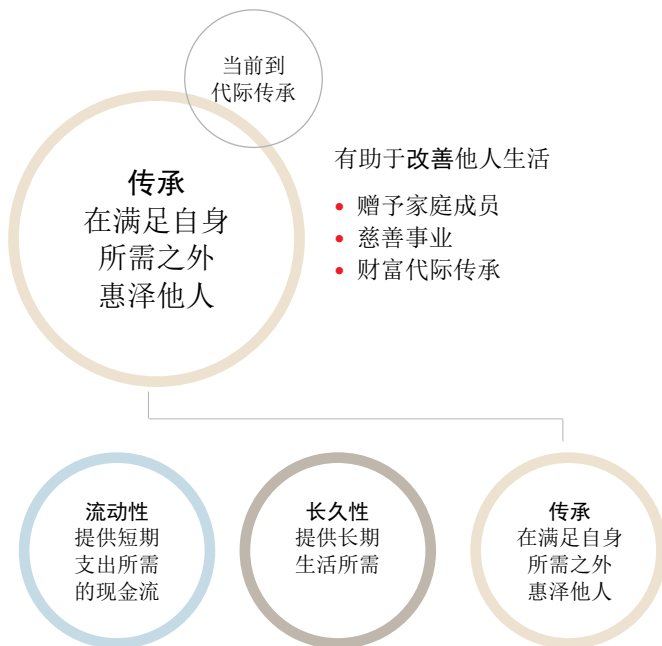 当前到
代际传承
传承
在满足自身
所需之外
惠泽他人
有助于改善他人生活
• 赠予家庭成员
• 慈善事业
• 财富代际传承
流动性
提供短期
支出所需
的现金流
长久性
提供长期
生活所需
传承
在满足自身
所需之外
惠泽他人